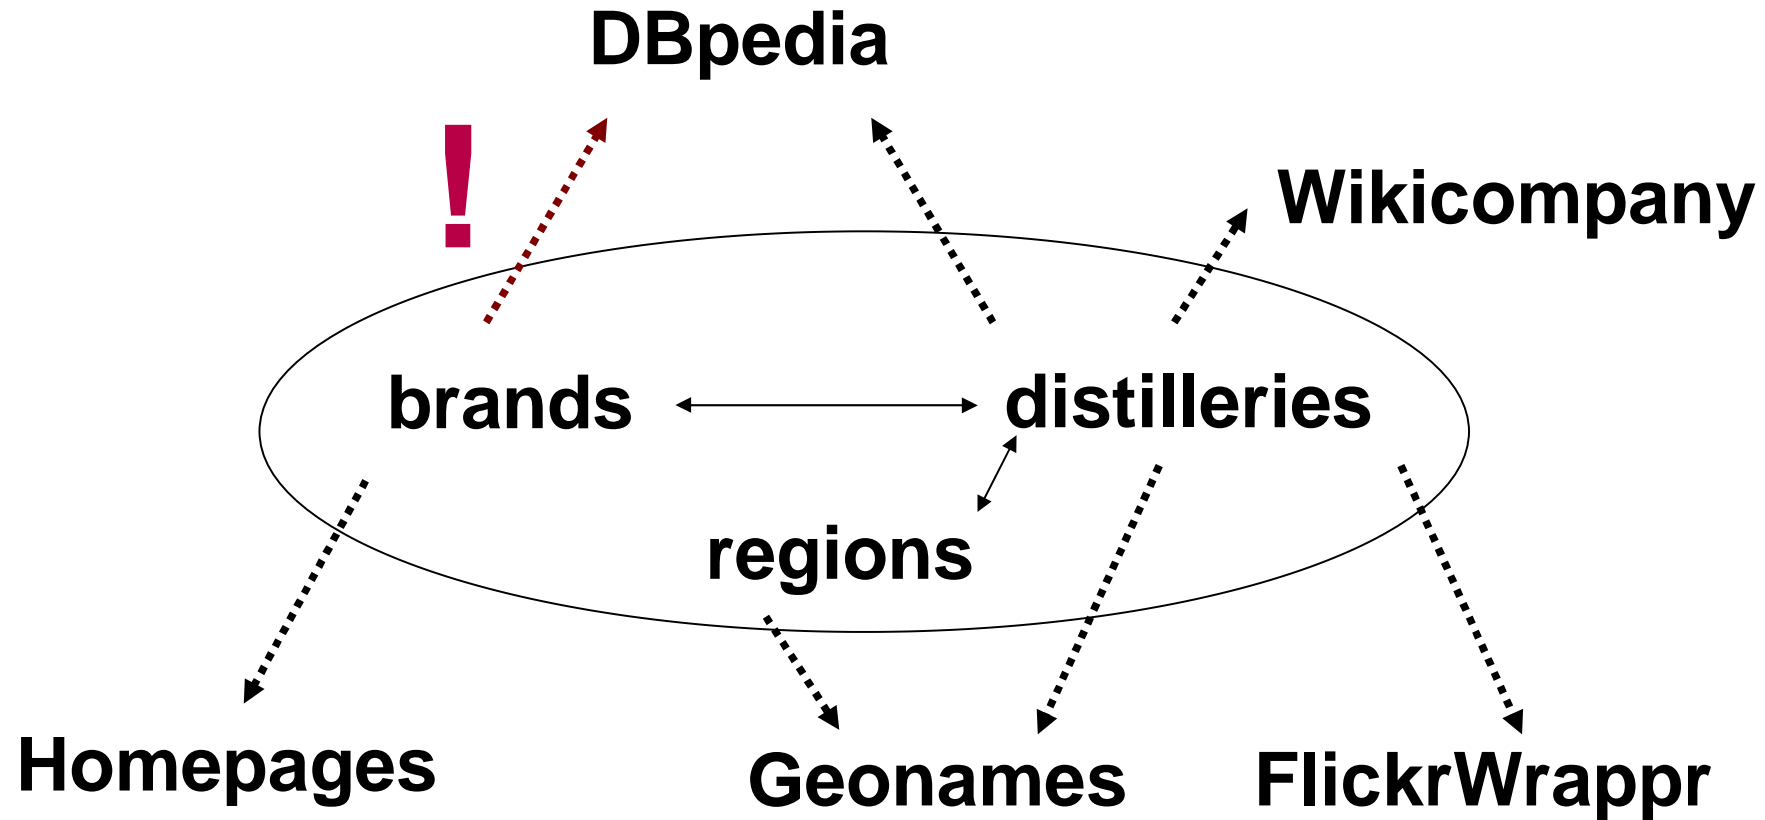 DBpedia
!
Wikicompany
brands
distilleries
regions
Homepages
Geonames
FlickrWrappr